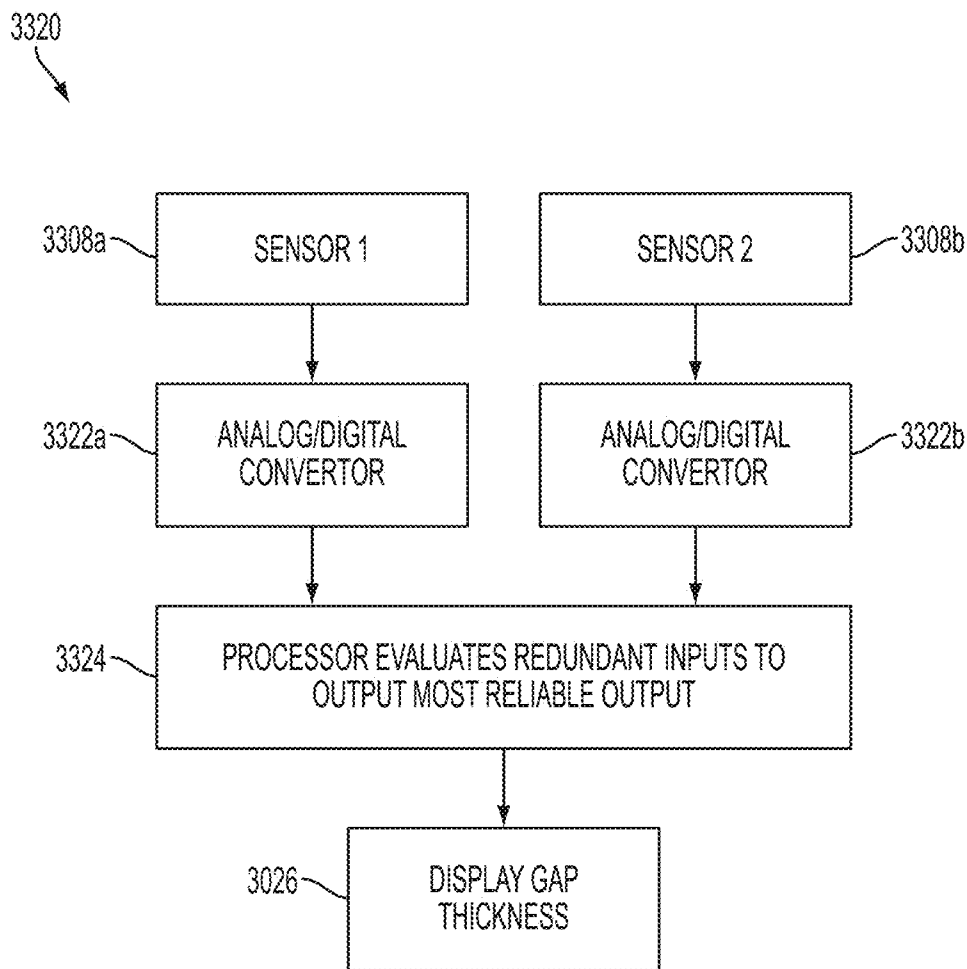 3320
3308a
SENSOR 1
SENSOR 2
3308b
3322a
ANALOG/DIGITAL
CONVERTOR
ANALOG/DIGITAL
CONVERTOR
3322b
3324
PROCESSOR EVALUATES REDUNDANT INPUTS TO
OUTPUT MOST RELIABLE OUTPUT
3026
DISPLAY GAP
THICKNESS